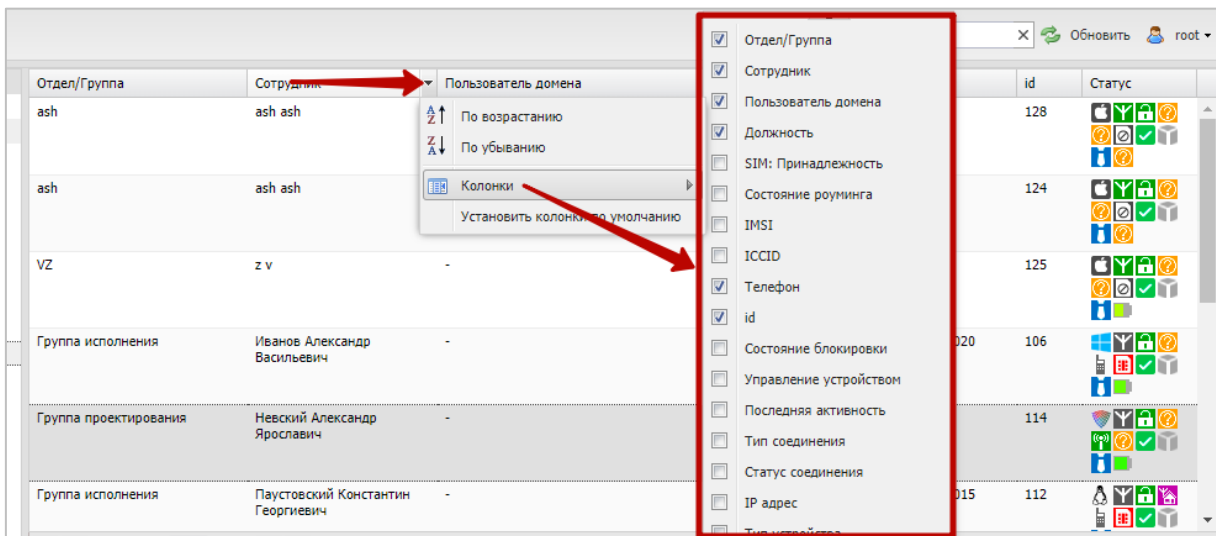 Обновить root
Отдел/Группа Сотрудник Пользователь домена id Статус
ash ash ash 128
ash ash ash 124
VZ z v - 125
Группа исполнения Иванов Александр - 020 106
Васильевич
Группа проектирования Невский Александр - 114
Ярославич
Группа исполнения Паустовский Константин - 015 112
Георгиевич
По возрастанию
По убыванию
Колонки
Установить колонки по умолчанию
Отдел/Группа
Сотрудник
Пользователь домена
Должность
SIM: Принадлежность
Состояние роуминга
IMSI
ICCID
Телефон
id
Состояние блокировки
Управление устройством
Последняя активность
Тип соединения
Статус соединения
IP адрес
Тип устройства